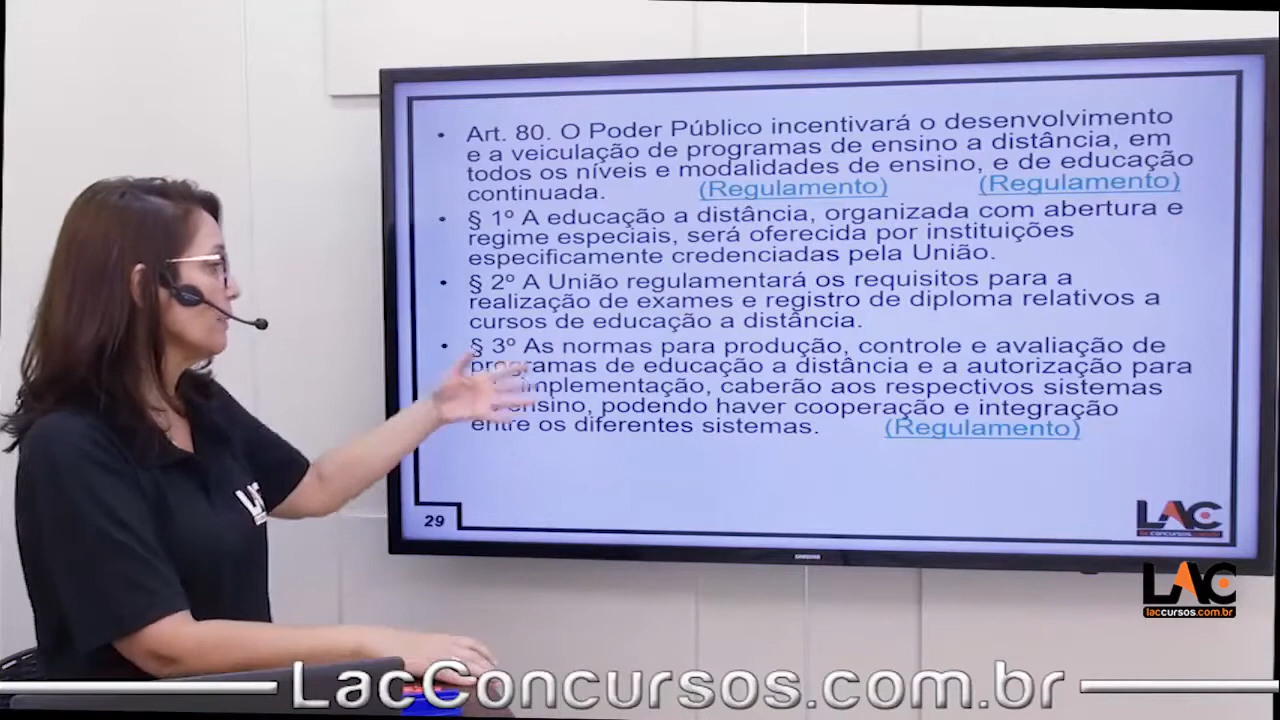 • Art. 80. O Poder Público incentivará o desenvolvimento
e a veiculação de programas de ensino a distância, em
todos os níveis e modalidades de ensino, e de educação
continuada. (Regulamento) (Regulamento)
• § 1º A educação a distância, organizada com abertura e
regime especiais, será oferecida por instituições
especificamente credenciadas pela União.
• § 2º A União regulamentará os requisitos para a
realização de exames e registro de diploma relativos a
cursos de educação a distância.
• § 3º As normas para produção, controle e avaliação de
programas de educação a distância e a autorização para
implementação, caberão aos respectivos sistemas
ensino, podendo haver cooperação e integração
entre os diferentes sistemas. (Regulamento)
29
LAC
SAMSUNG
LAC
laccursos.com.br
LacConcursos.com.br